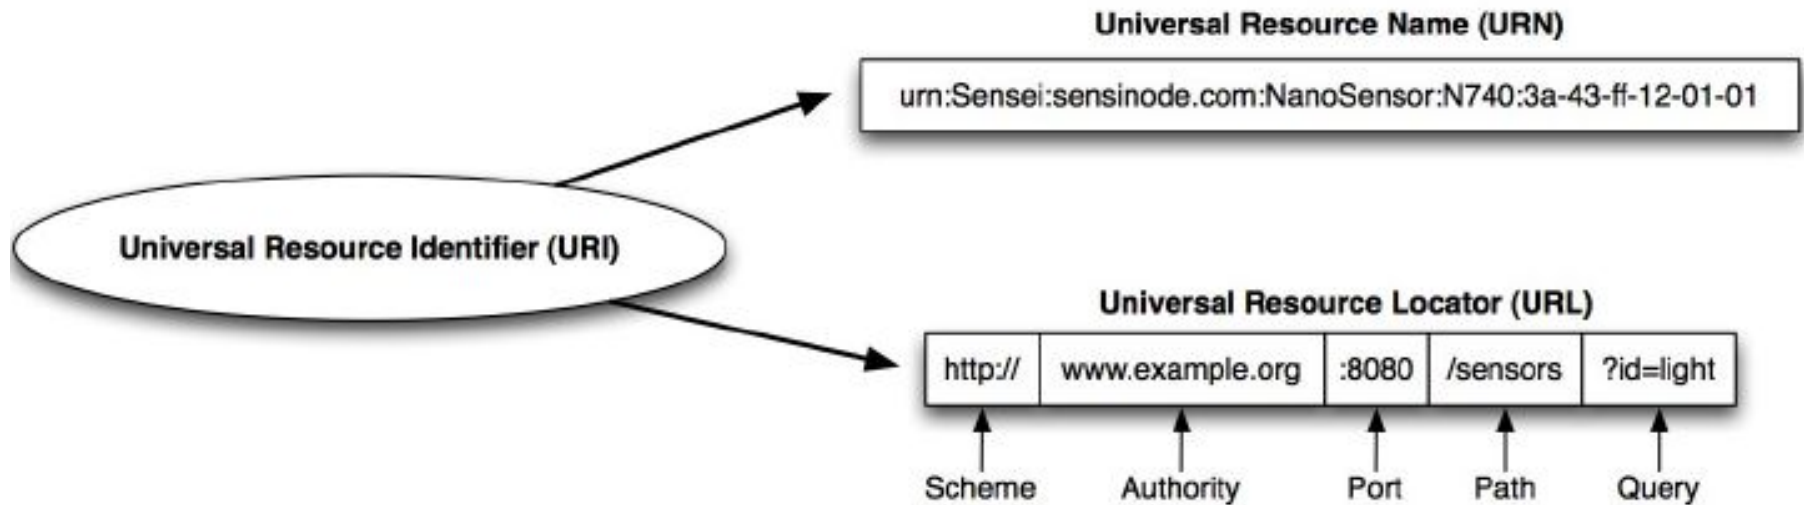 Universal Resource Name (URN)
urn:Sensei:sensinode.com:NanoSensor:N740:3a-43-ff-12-01-01
Universal Resource Identifier (URI)
Universal Resource Locator (URL)
http:// www.example.org :8080 /sensors ?id=light
Scheme Authority Port Path Query